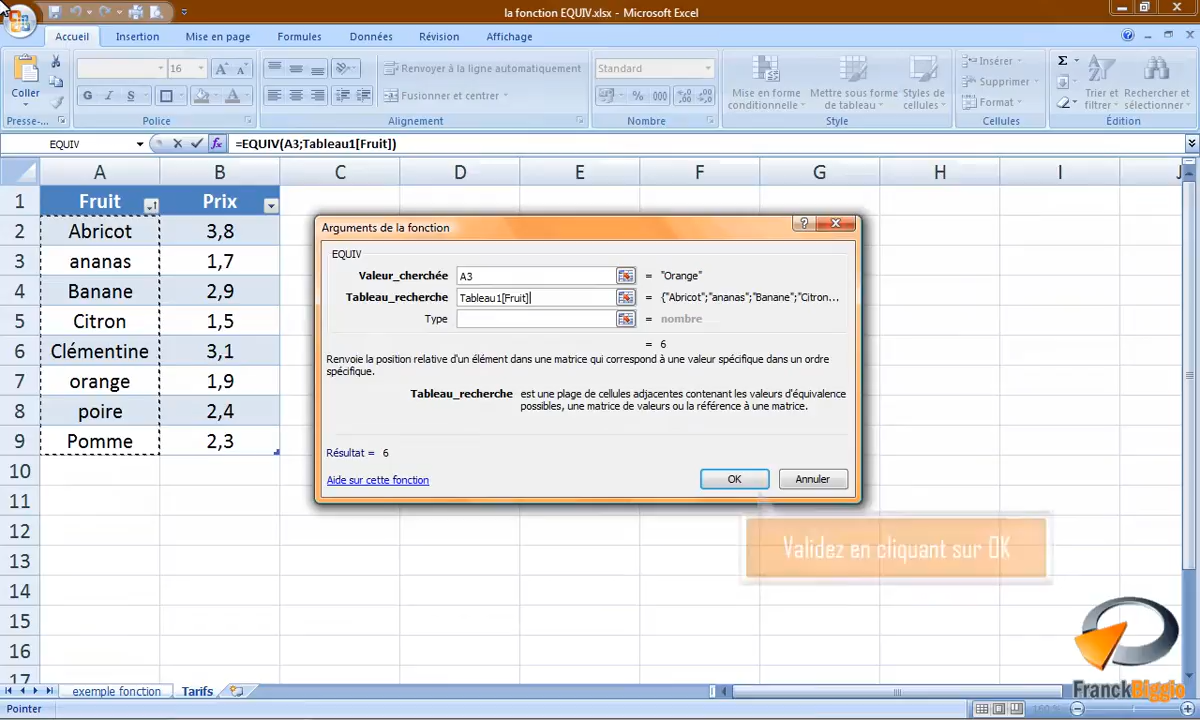 la fonction EQUIV.xlsx - Microsoft Excel
Accueil Insertion Mise en page Formules Données Révision Affichage
16 Renvoyer à la ligne automatiquement Standard Insérer
Coller G I S Fusionner et centrer % 000 Mise en forme conditionnelle Mettre sous forme de tableau Styles de cellules Supprimer Format Trier et filtrer Rechercher et sélectionner
Presse-... Police Alignement Nombre Style Cellules Édition
EQUIV =EQUIV(A3;Tableau1[Fruit])
A B C D E F G H I J
1 Fruit Prix
2 Abricot 3,8
3 ananas 1,7
4 Banane 2,9
5 Citron 1,5
6 Clémentine 3,1
7 orange 1,9
8 poire 2,4
9 Pomme 2,3
10
11
12
13
14
15
16
17
Arguments de la fonction
EQUIV
Valeur_cherchée A3 = "Orange"
Tableau_recherche Tableau1[Fruit] = {"Abricot";"ananas";"Banane";"Citron...
Type = nombre
= 6
Renvoie la position relative d'un élément dans une matrice qui correspond à une valeur spécifique dans un ordre
spécifique.
Tableau_recherche est une plage de cellules adjacentes contenant les valeurs d'équivalence
possibles, une matrice de valeurs ou la référence à une matrice.
Résultat = 6
Aide sur cette fonction OK Annuler
Validez en cliquant sur OK
FranckBiggio
exemple fonction Tarifs
Pointer 160 %